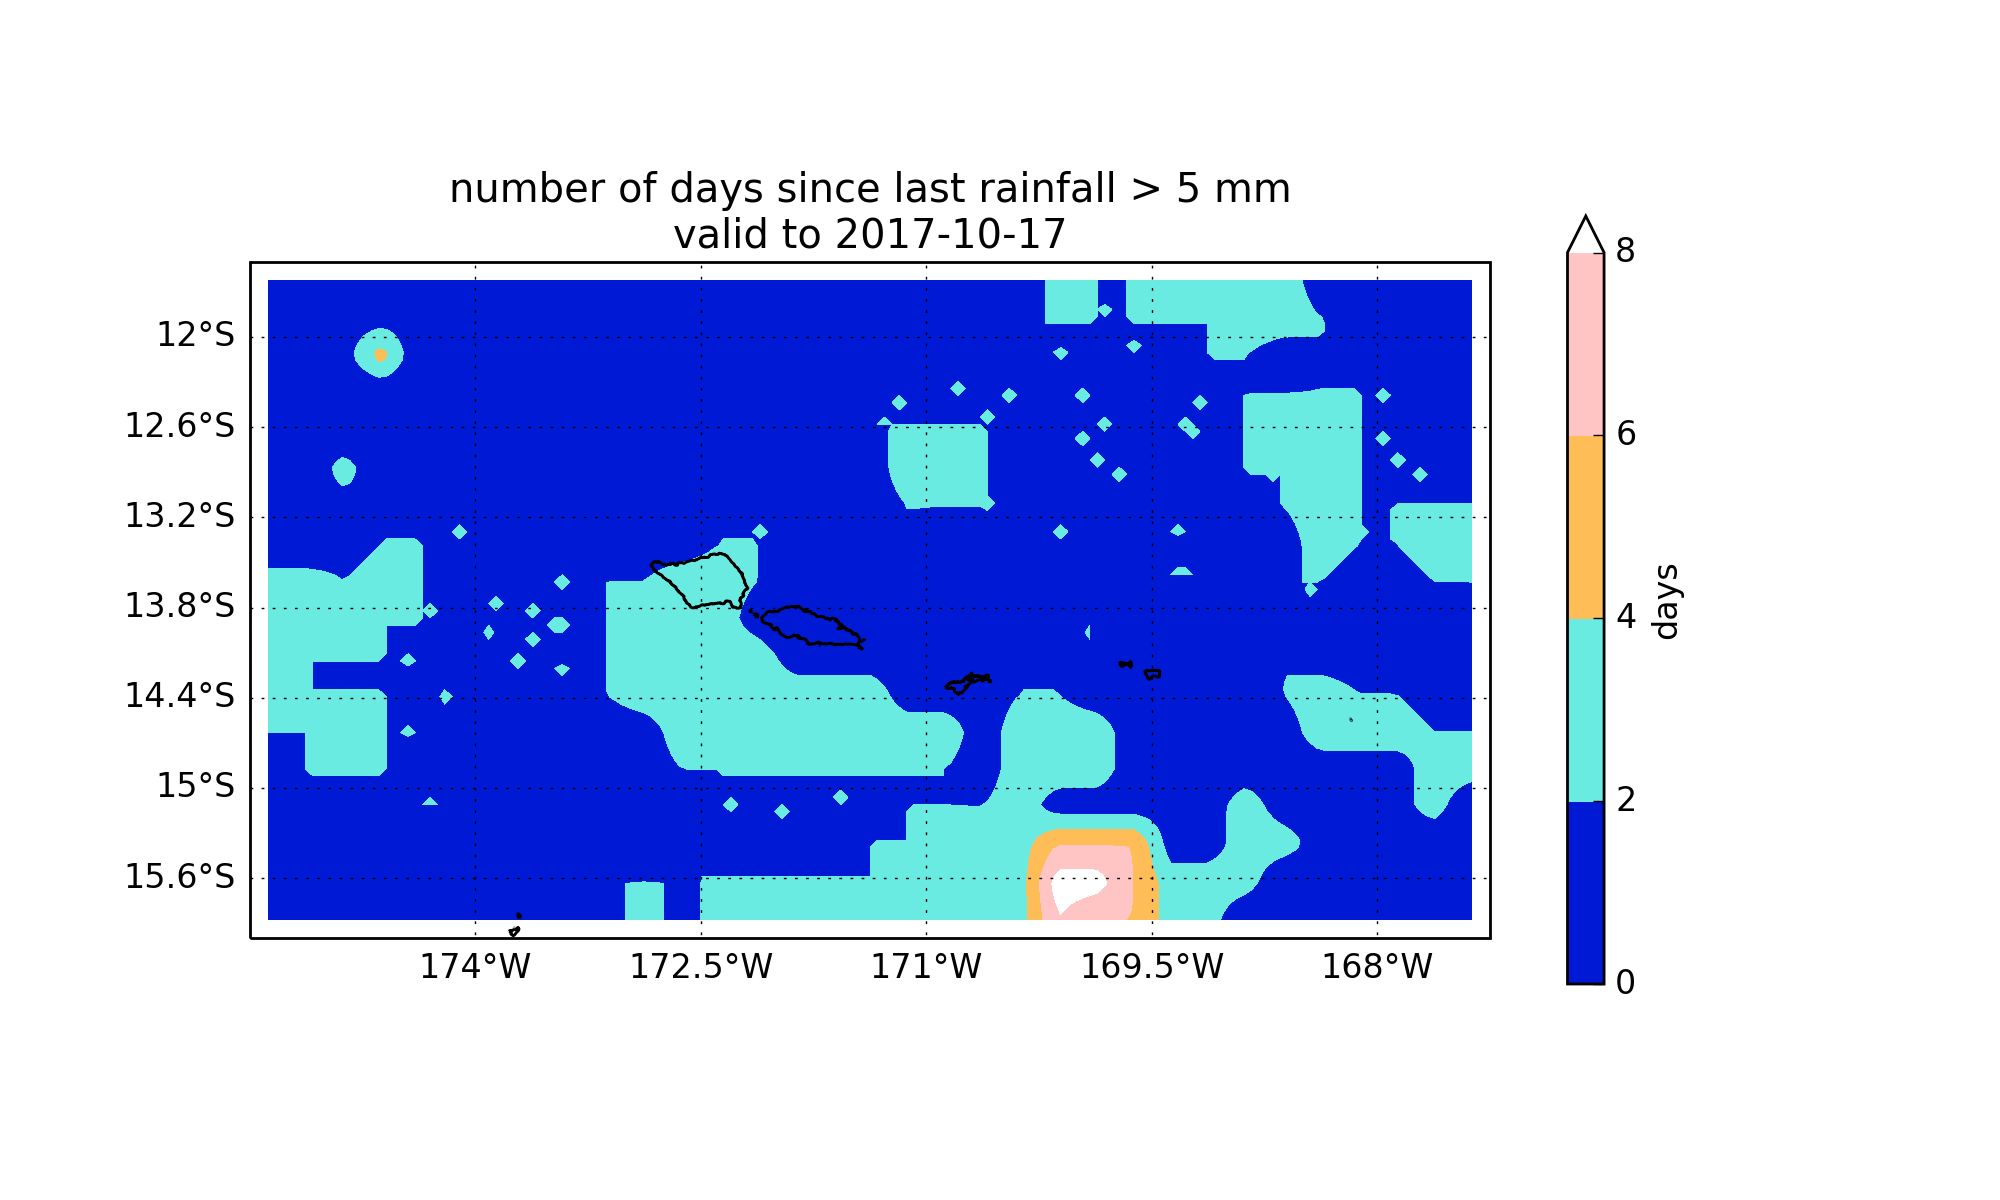 number of days since last rainfall > 5 mm
valid to 2017-10-17
12°S
12.6°S
13.2°S
13.8°S
14.4°S
15°S
15.6°S
174°W 172.5°W 171°W 169.5°W 168°W
8
6
4
2
0
days